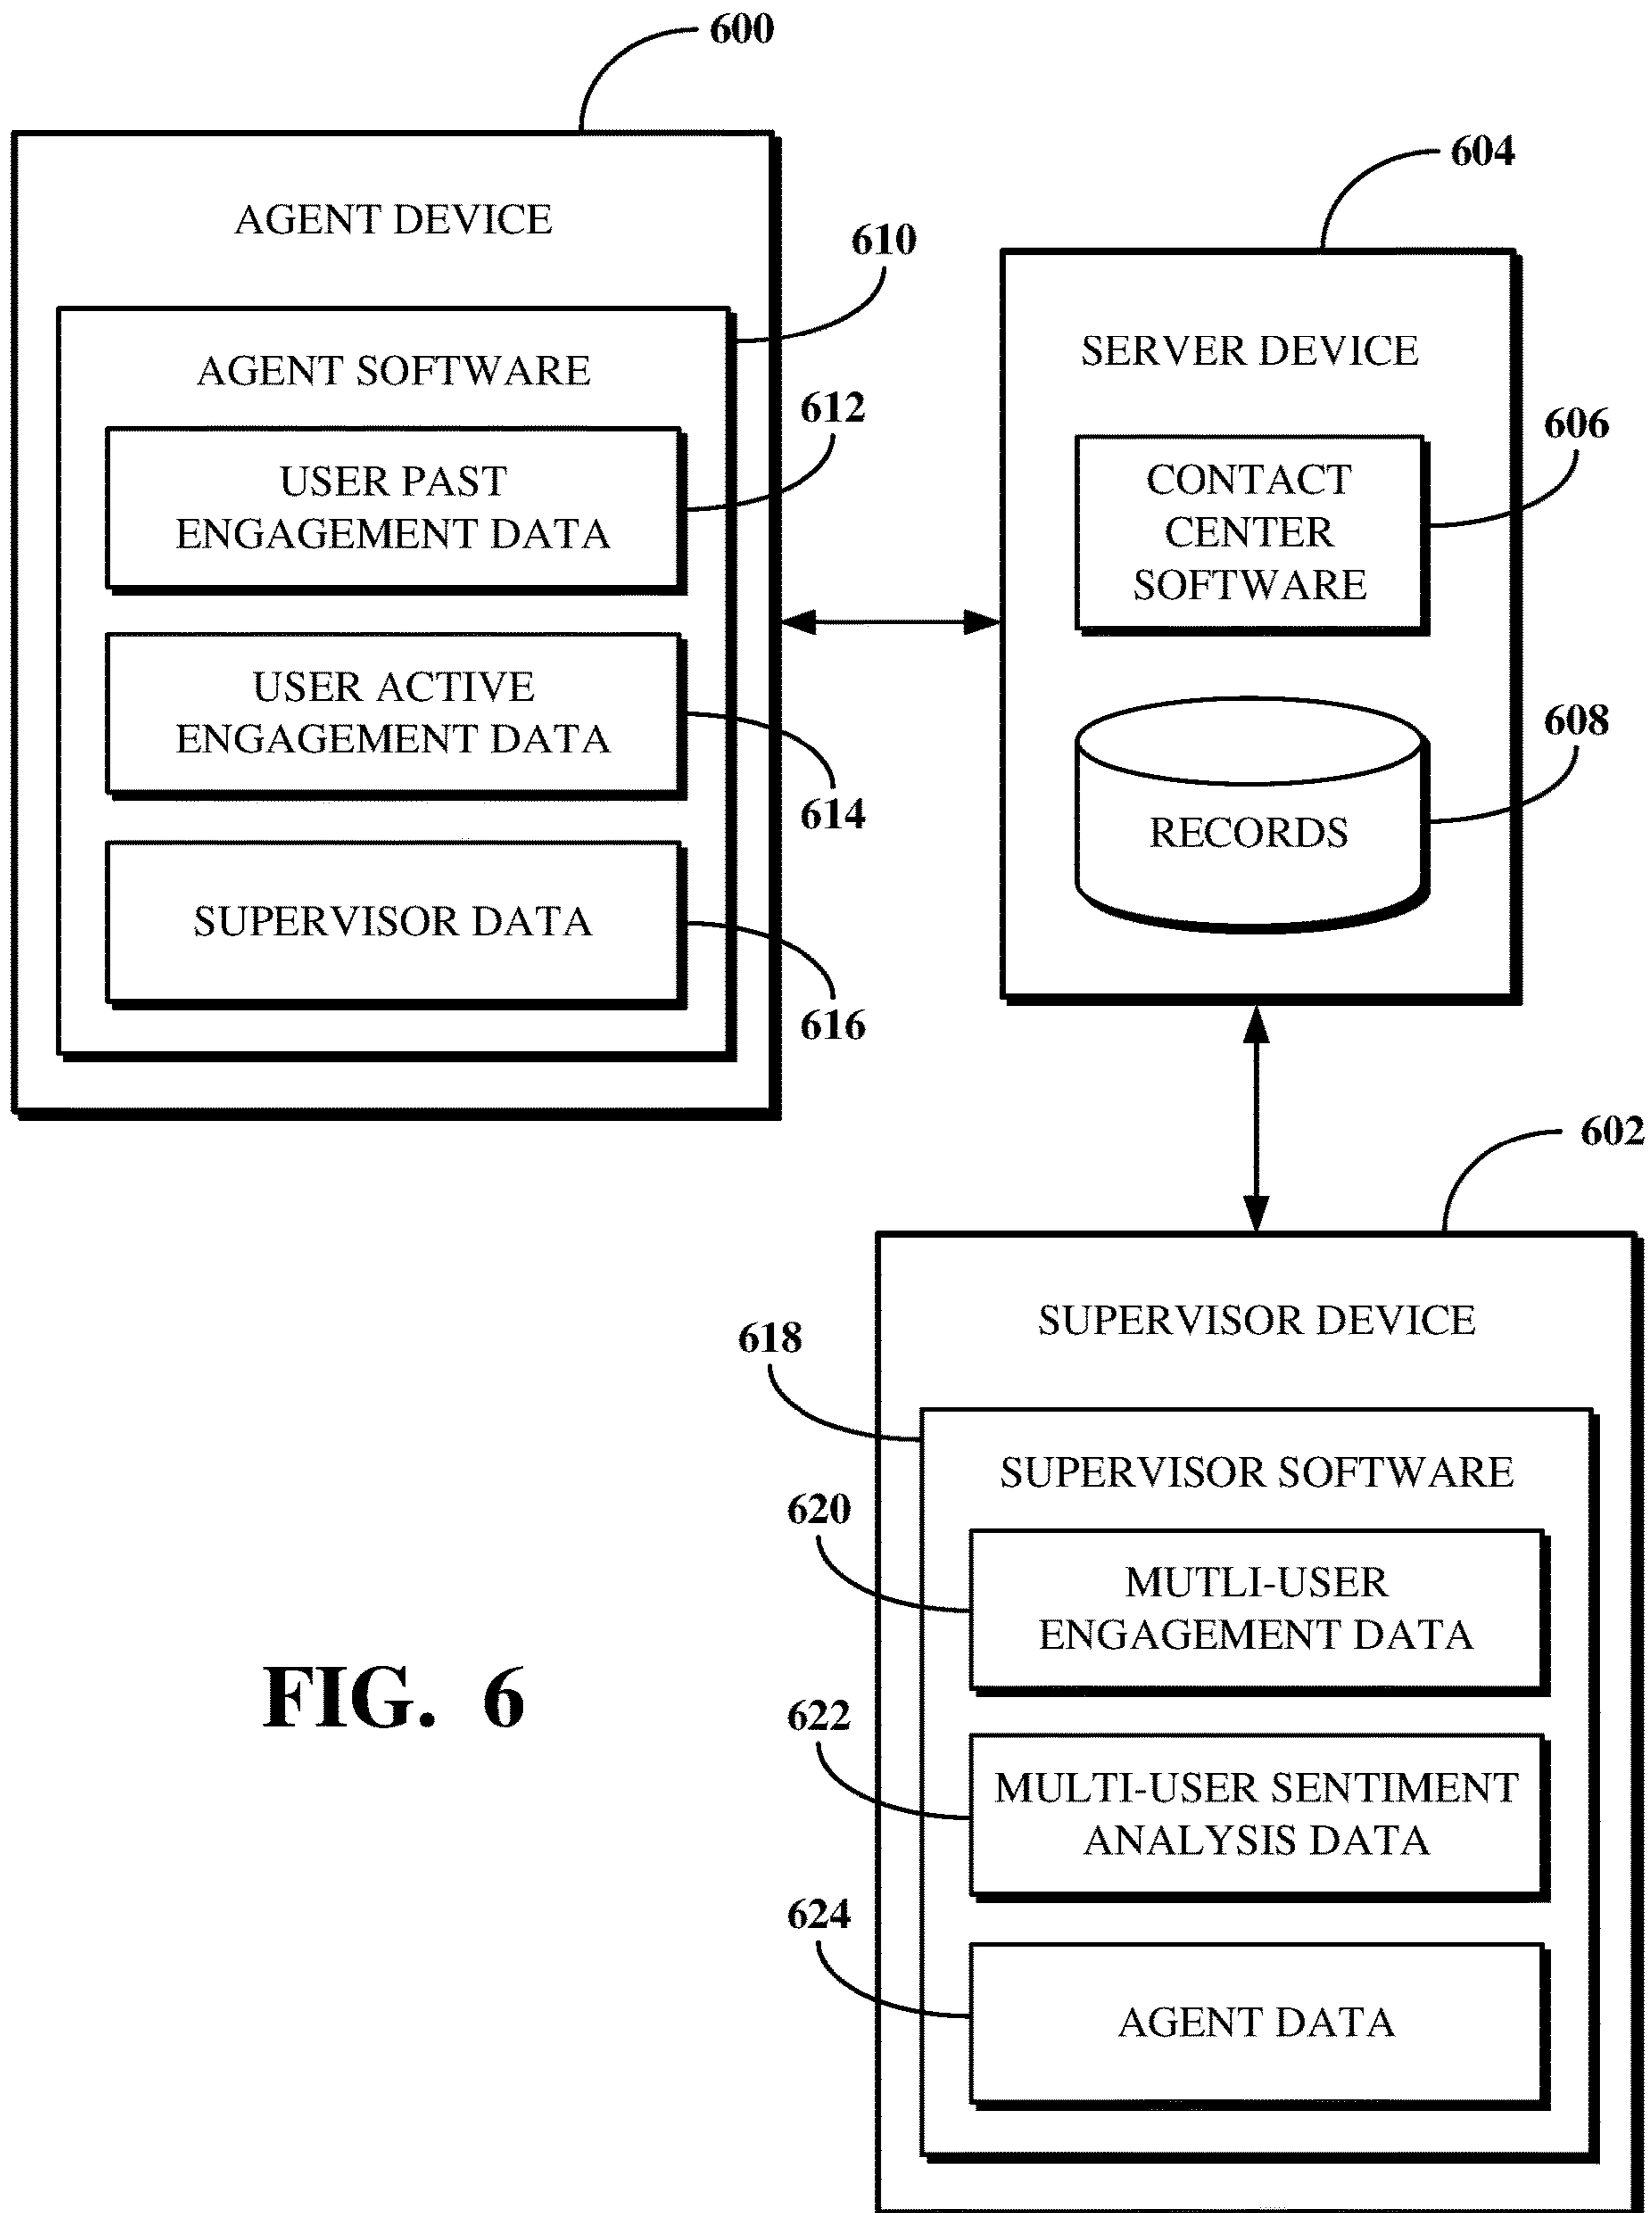 600
AGENT DEVICE
610
AGENT SOFTWARE
612
USER PAST
ENGAGEMENT DATA
USER ACTIVE
ENGAGEMENT DATA
614
SUPERVISOR DATA
616
604
SERVER DEVICE
606
CONTACT
CENTER
SOFTWARE
608
RECORDS
602
SUPERVISOR DEVICE
618
SUPERVISOR SOFTWARE
620
MUTLI-USER
ENGAGEMENT DATA
622
MULTI-USER SENTIMENT
ANALYSIS DATA
624
AGENT DATA
FIG. 6